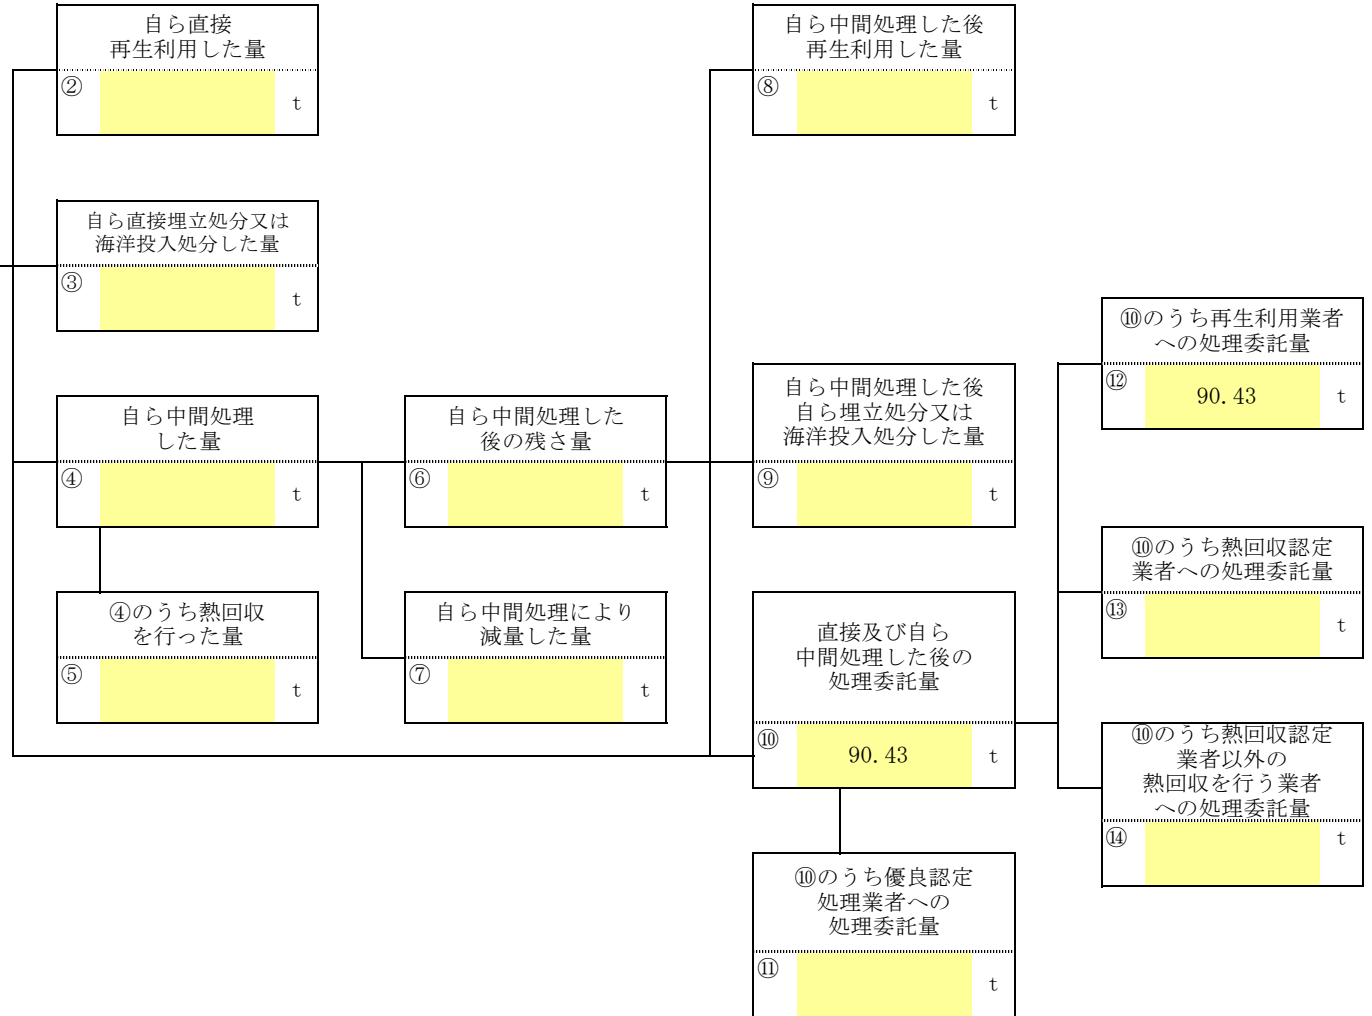 自ら直接
再生利用した量
②
t
自ら中間処理した後
再生利用した量
⑧
t
自ら直接埋立処分又は
海洋投入処分した量
③
t
⑩のうち再生利用業者
への処理委託量
⑫
90.43
t
自ら中間処理
した量
④
t
自ら中間処理した
後の残さ量
⑥
t
自ら中間処理した後
自ら埋立処分又は
海洋投入処分した量
⑨
t
⑩のうち熱回収認定
業者への処理委託量
⑬
t
④のうち熱回収
を行った量
⑤
t
自ら中間処理により
減量した量
⑦
t
直接及び自ら
中間処理した後の
処理委託量
⑩
90.43
t
⑩のうち熱回収認定
業者以外の
熱回収を行う業者
への処理委託量
⑭
t
⑩のうち優良認定
処理業者への
処理委託量
⑪
t